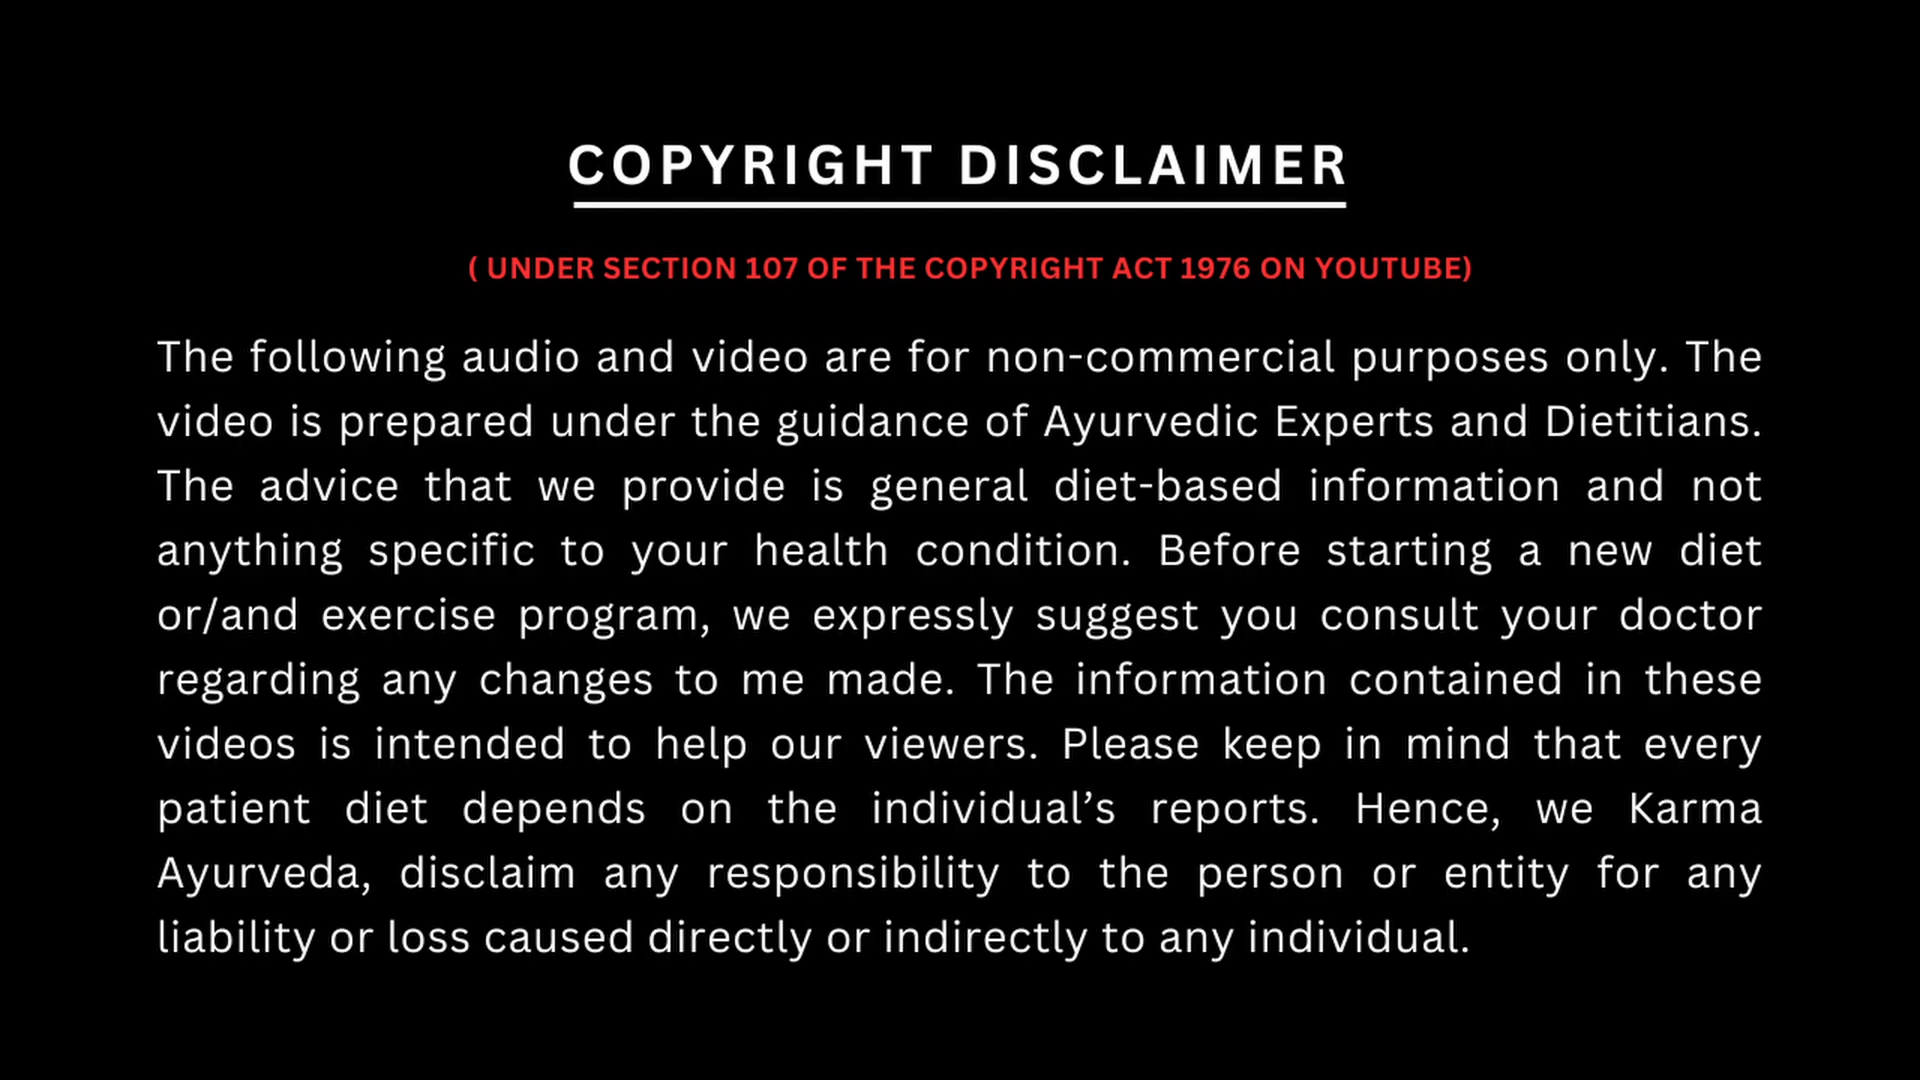 COPYRIGHT DISCLAIMER
( UNDER SECTION 107 OF THE COPYRIGHT ACT 1976 ON YOUTUBE)
The following audio and video are for non-commercial purposes only. The
video is prepared under the guidance of Ayurvedic Experts and Dietitians.
The advice that we provide is general diet-based information and not
anything specific to your health condition. Before starting a new diet
or/and exercise program, we expressly suggest you consult your doctor
regarding any changes to me made. The information contained in these
videos is intended to help our viewers. Please keep in mind that every
patient diet depends on the individual’s reports. Hence, we Karma
Ayurveda, disclaim any responsibility to the person or entity for any
liability or loss caused directly or indirectly to any individual.